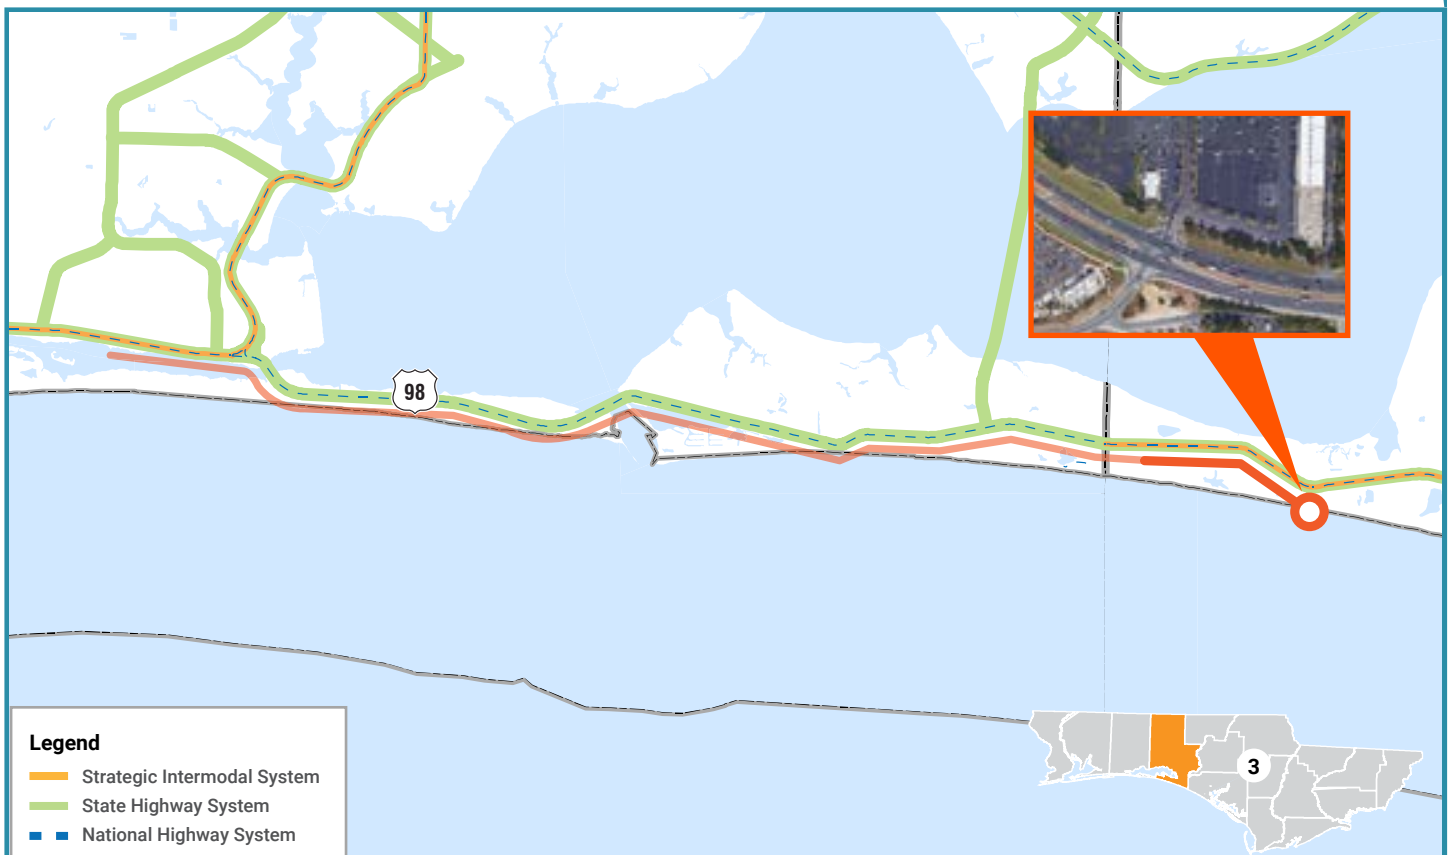 98
3
Legend
Strategic Intermodal System
State Highway System
National Highway System